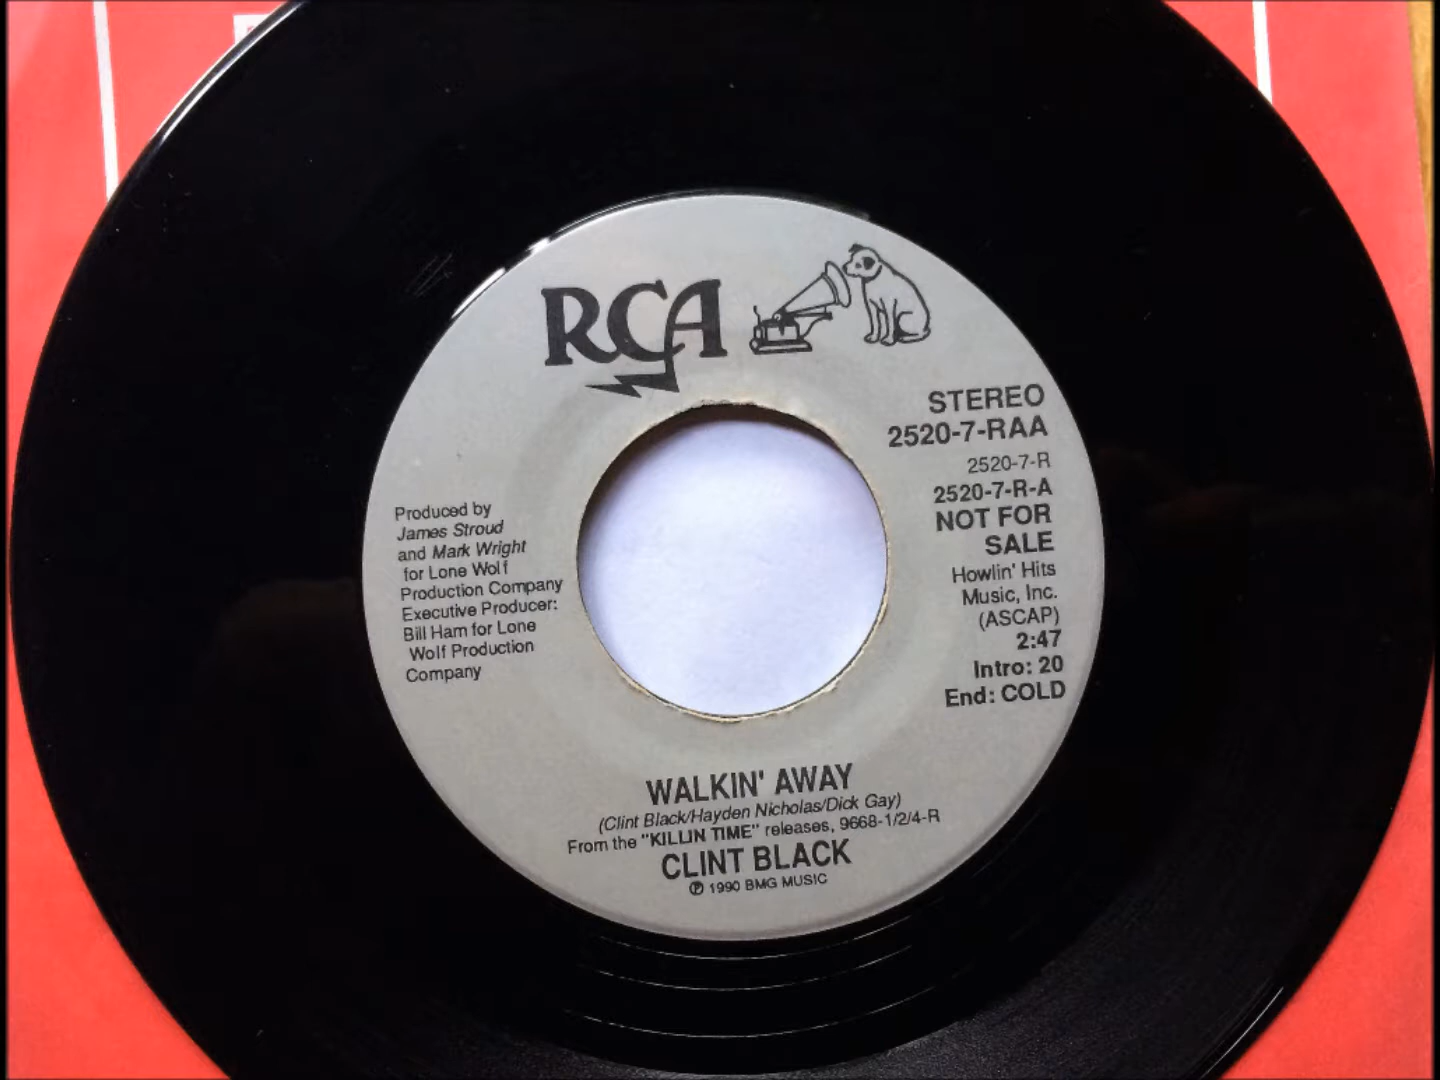 RCA
STEREO
2520-7-RAA
2520-7-R
2520-7-R-A
NOT FOR
SALE
Howlin' Hits
Music, Inc.
(ASCAP)
2:47
Intro: 20
End: COLD
Produced by
James Stroud
and Mark Wright
for Lone Wolf
Production Company
Executive Producer:
Bill Ham for Lone
Wolf Production
Company
WALKIN' AWAY
(Clint Black/Hayden Nicholas/Dick Gay)
From the "KILLIN TIME" releases, 9668-1/2/4-R
CLINT BLACK
℗ 1990 BMG MUSIC